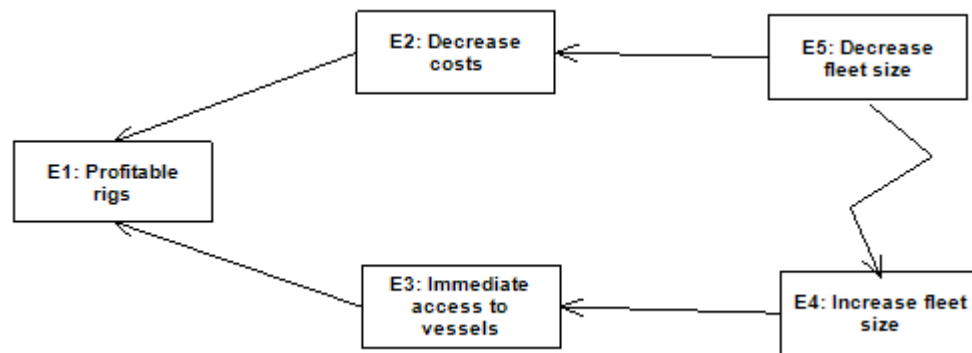 E2: Decrease
costs
E5: Decrease
fleet size
E1: Profitable
rigs
E3: Immediate
access to
vessels
E4: Increase fleet
size